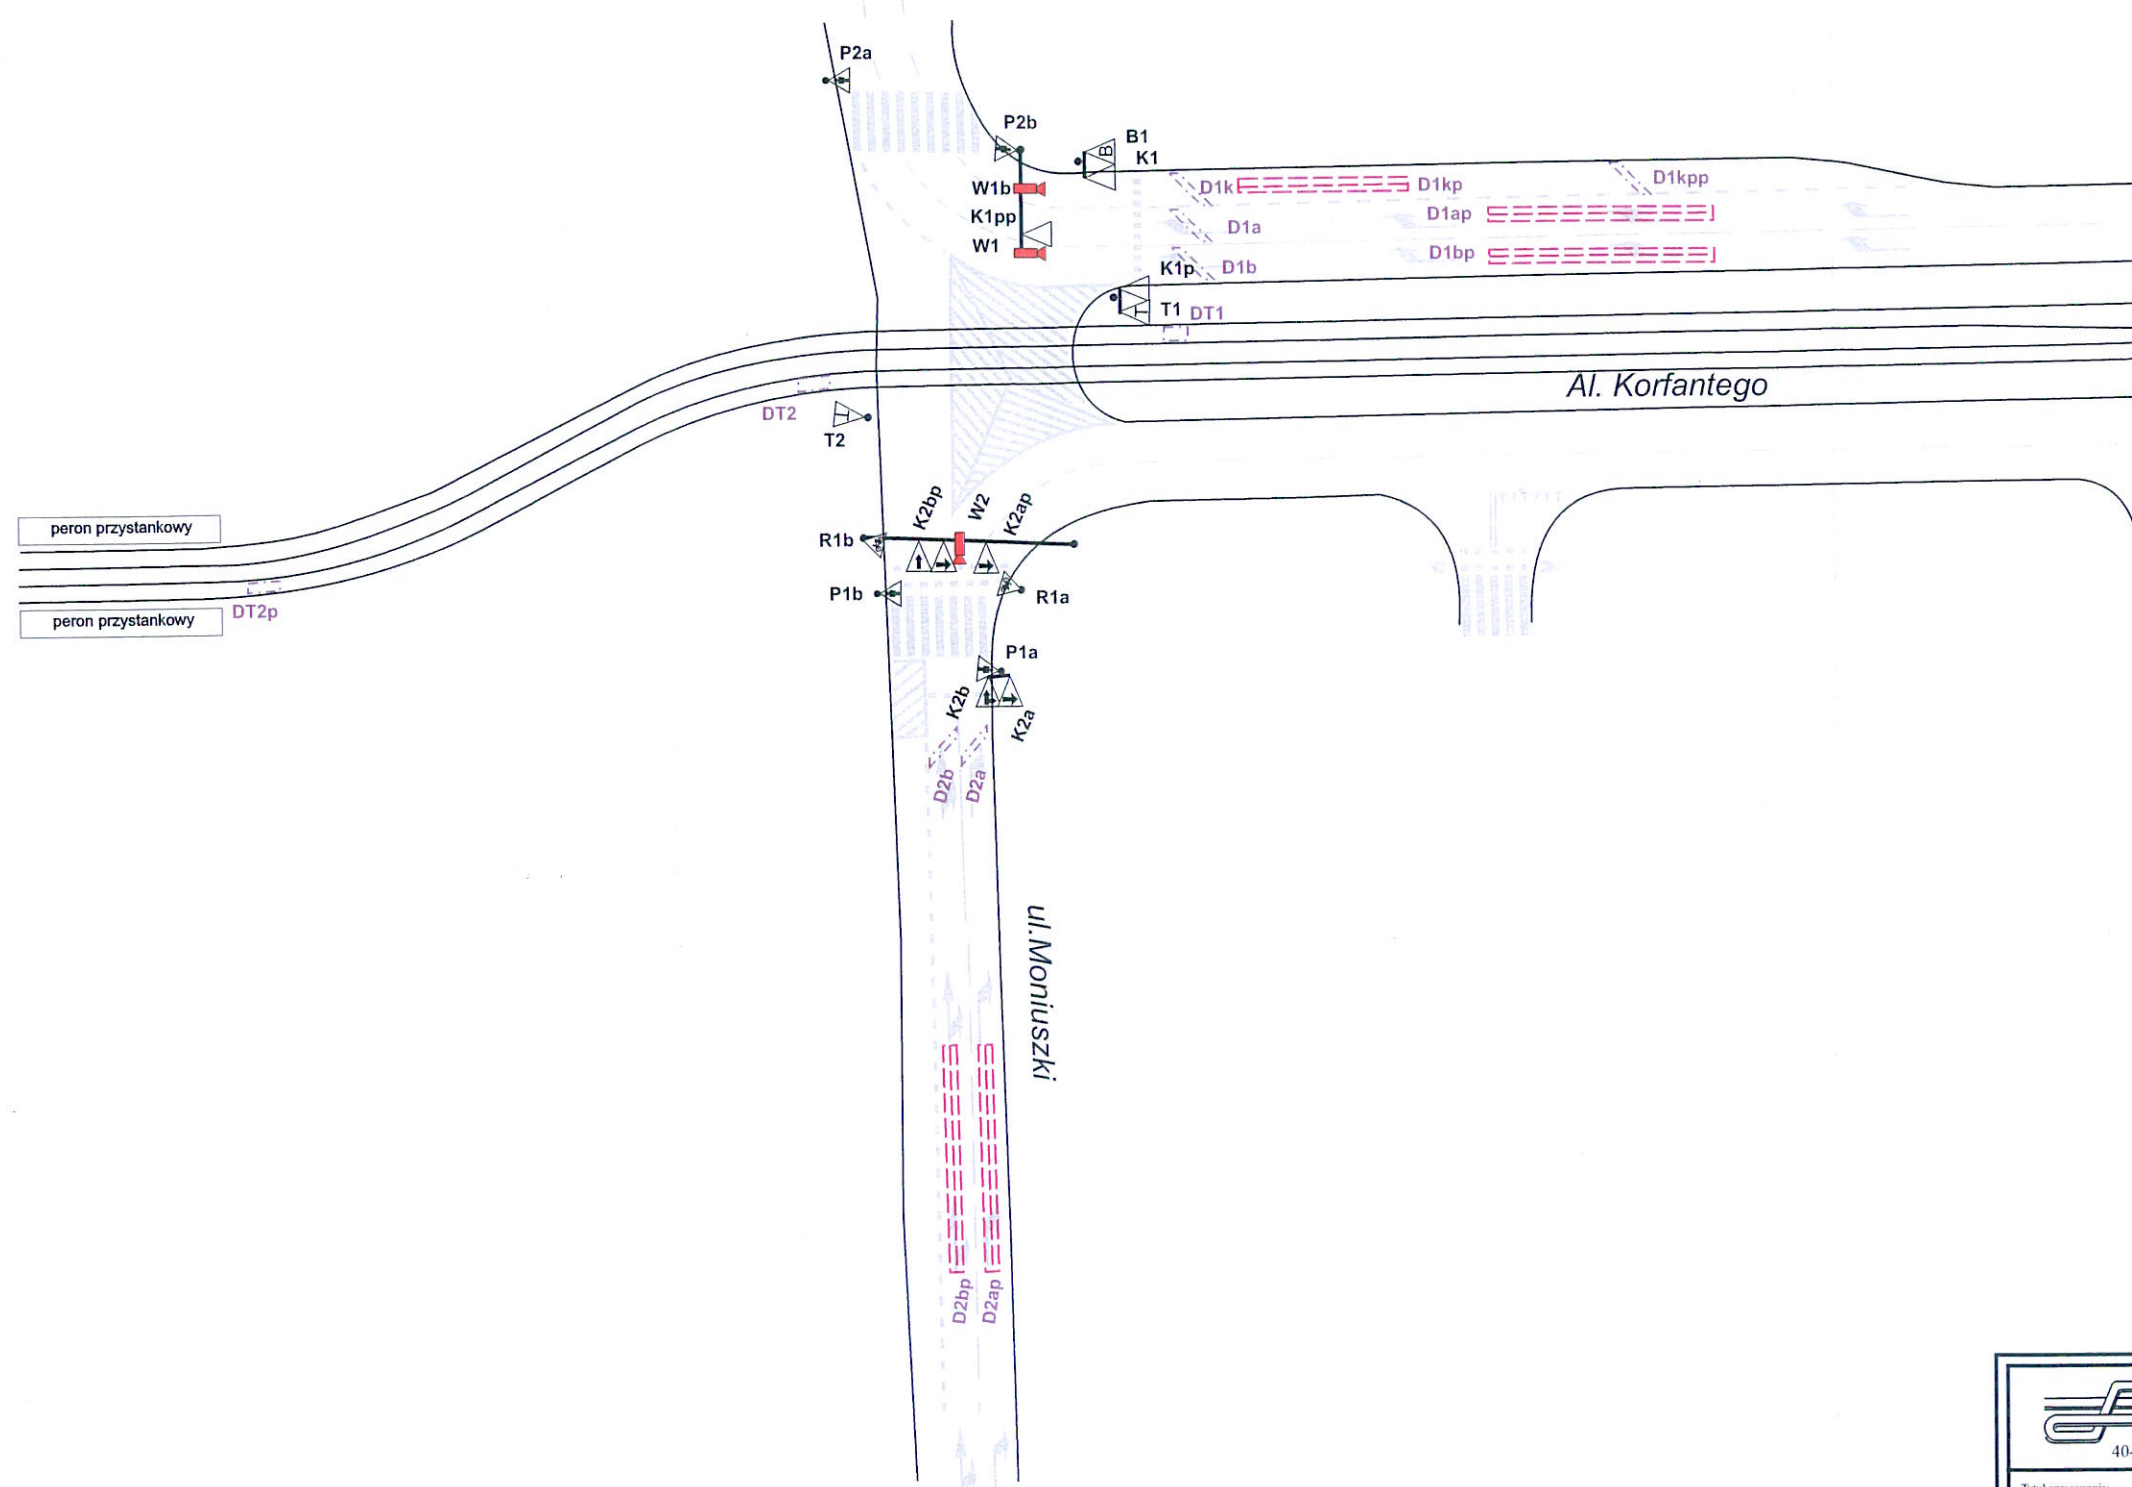 P2a
P2b
B1
K1
W1b
K1pp
W1
D1k
D1kp
D1kpp
D1ap
D1a
D1bp
D1b
K1p
T1
DT1
DT2
T2
Al. Korfantego
peron przystankowy
peron przystankowy
DT2p
K2bp
W2
K2ap
R1b
P1b
R1a
P1a
K2b
K2a
D2b
D2a
ul.Moniuszki
D2bp
D2ap
B
40-